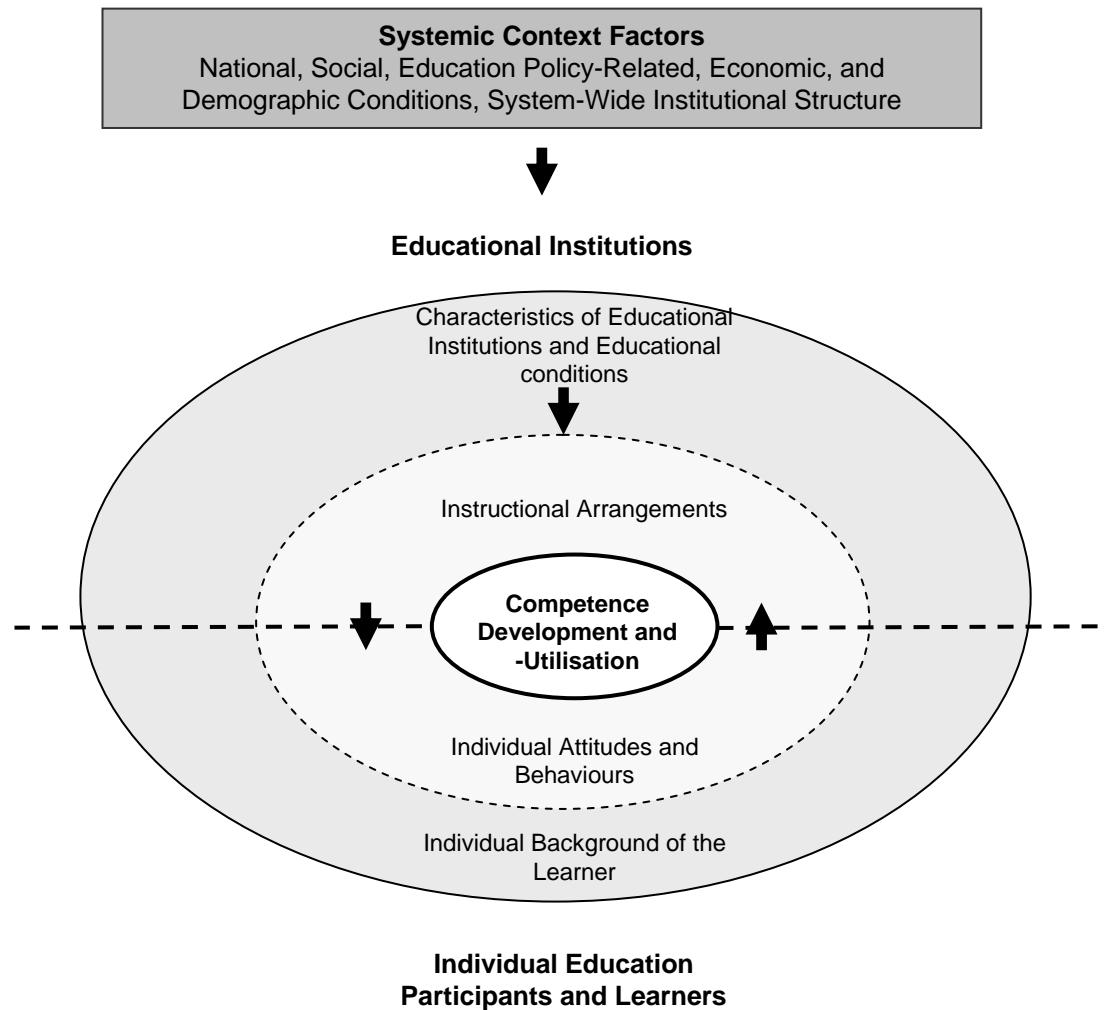 Systemic Context Factors
National, Social, Education Policy-Related, Economic, and
Demographic Conditions, System-Wide Institutional Structure
Educational Institutions
Characteristics of Educational
Institutions and Educational
conditions
Instructional Arrangements
Competence
Development and
-Utilisation
Individual Attitudes and
Behaviours
Individual Background of the
Learner
Individual Education
Participants and Learners